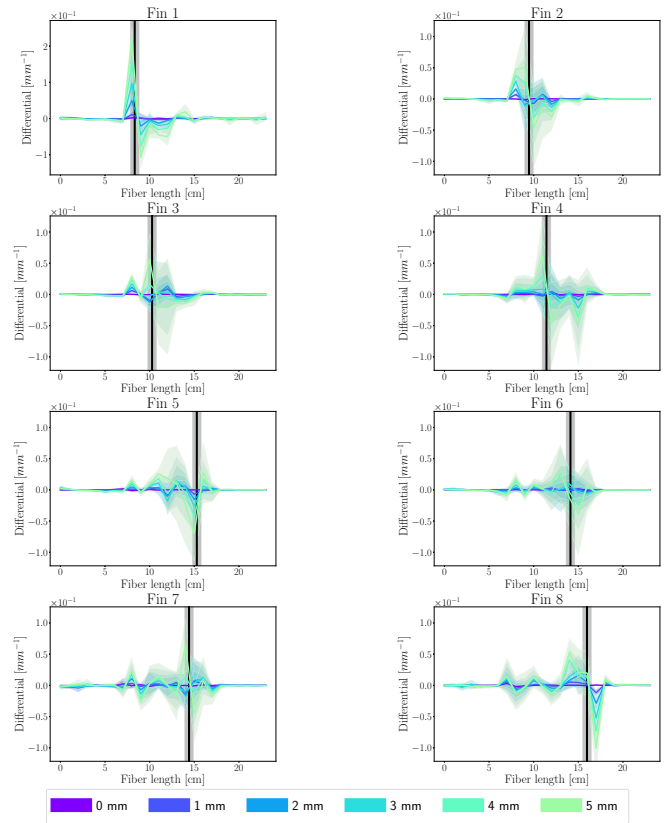 Fin 1
×10⁻¹
Differential [mm⁻¹]
2
1
0
−1
0 5 10 15 20
Fiber length [cm]
Fin 2
×10⁻¹
Differential [mm⁻¹]
1.0
0.5
0.0
−0.5
−1.0
0 5 10 15 20
Fiber length [cm]
Fin 3
×10⁻¹
Differential [mm⁻¹]
1.0
0.5
0.0
−0.5
−1.0
0 5 10 15 20
Fiber length [cm]
Fin 4
×10⁻¹
Differential [mm⁻¹]
1.0
0.5
0.0
−0.5
−1.0
0 5 10 15 20
Fiber length [cm]
Fin 5
×10⁻¹
Differential [mm⁻¹]
1.0
0.5
0.0
−0.5
−1.0
0 5 10 15 20
Fiber length [cm]
Fin 6
×10⁻¹
Differential [mm⁻¹]
1.0
0.5
0.0
−0.5
−1.0
0 5 10 15 20
Fiber length [cm]
Fin 7
×10⁻¹
Differential [mm⁻¹]
1.0
0.5
0.0
−0.5
−1.0
0 5 10 15 20
Fiber length [cm]
Fin 8
×10⁻¹
Differential [mm⁻¹]
1.0
0.5
0.0
−0.5
−1.0
0 5 10 15 20
Fiber length [cm]
0 mm 1 mm 2 mm 3 mm 4 mm 5 mm